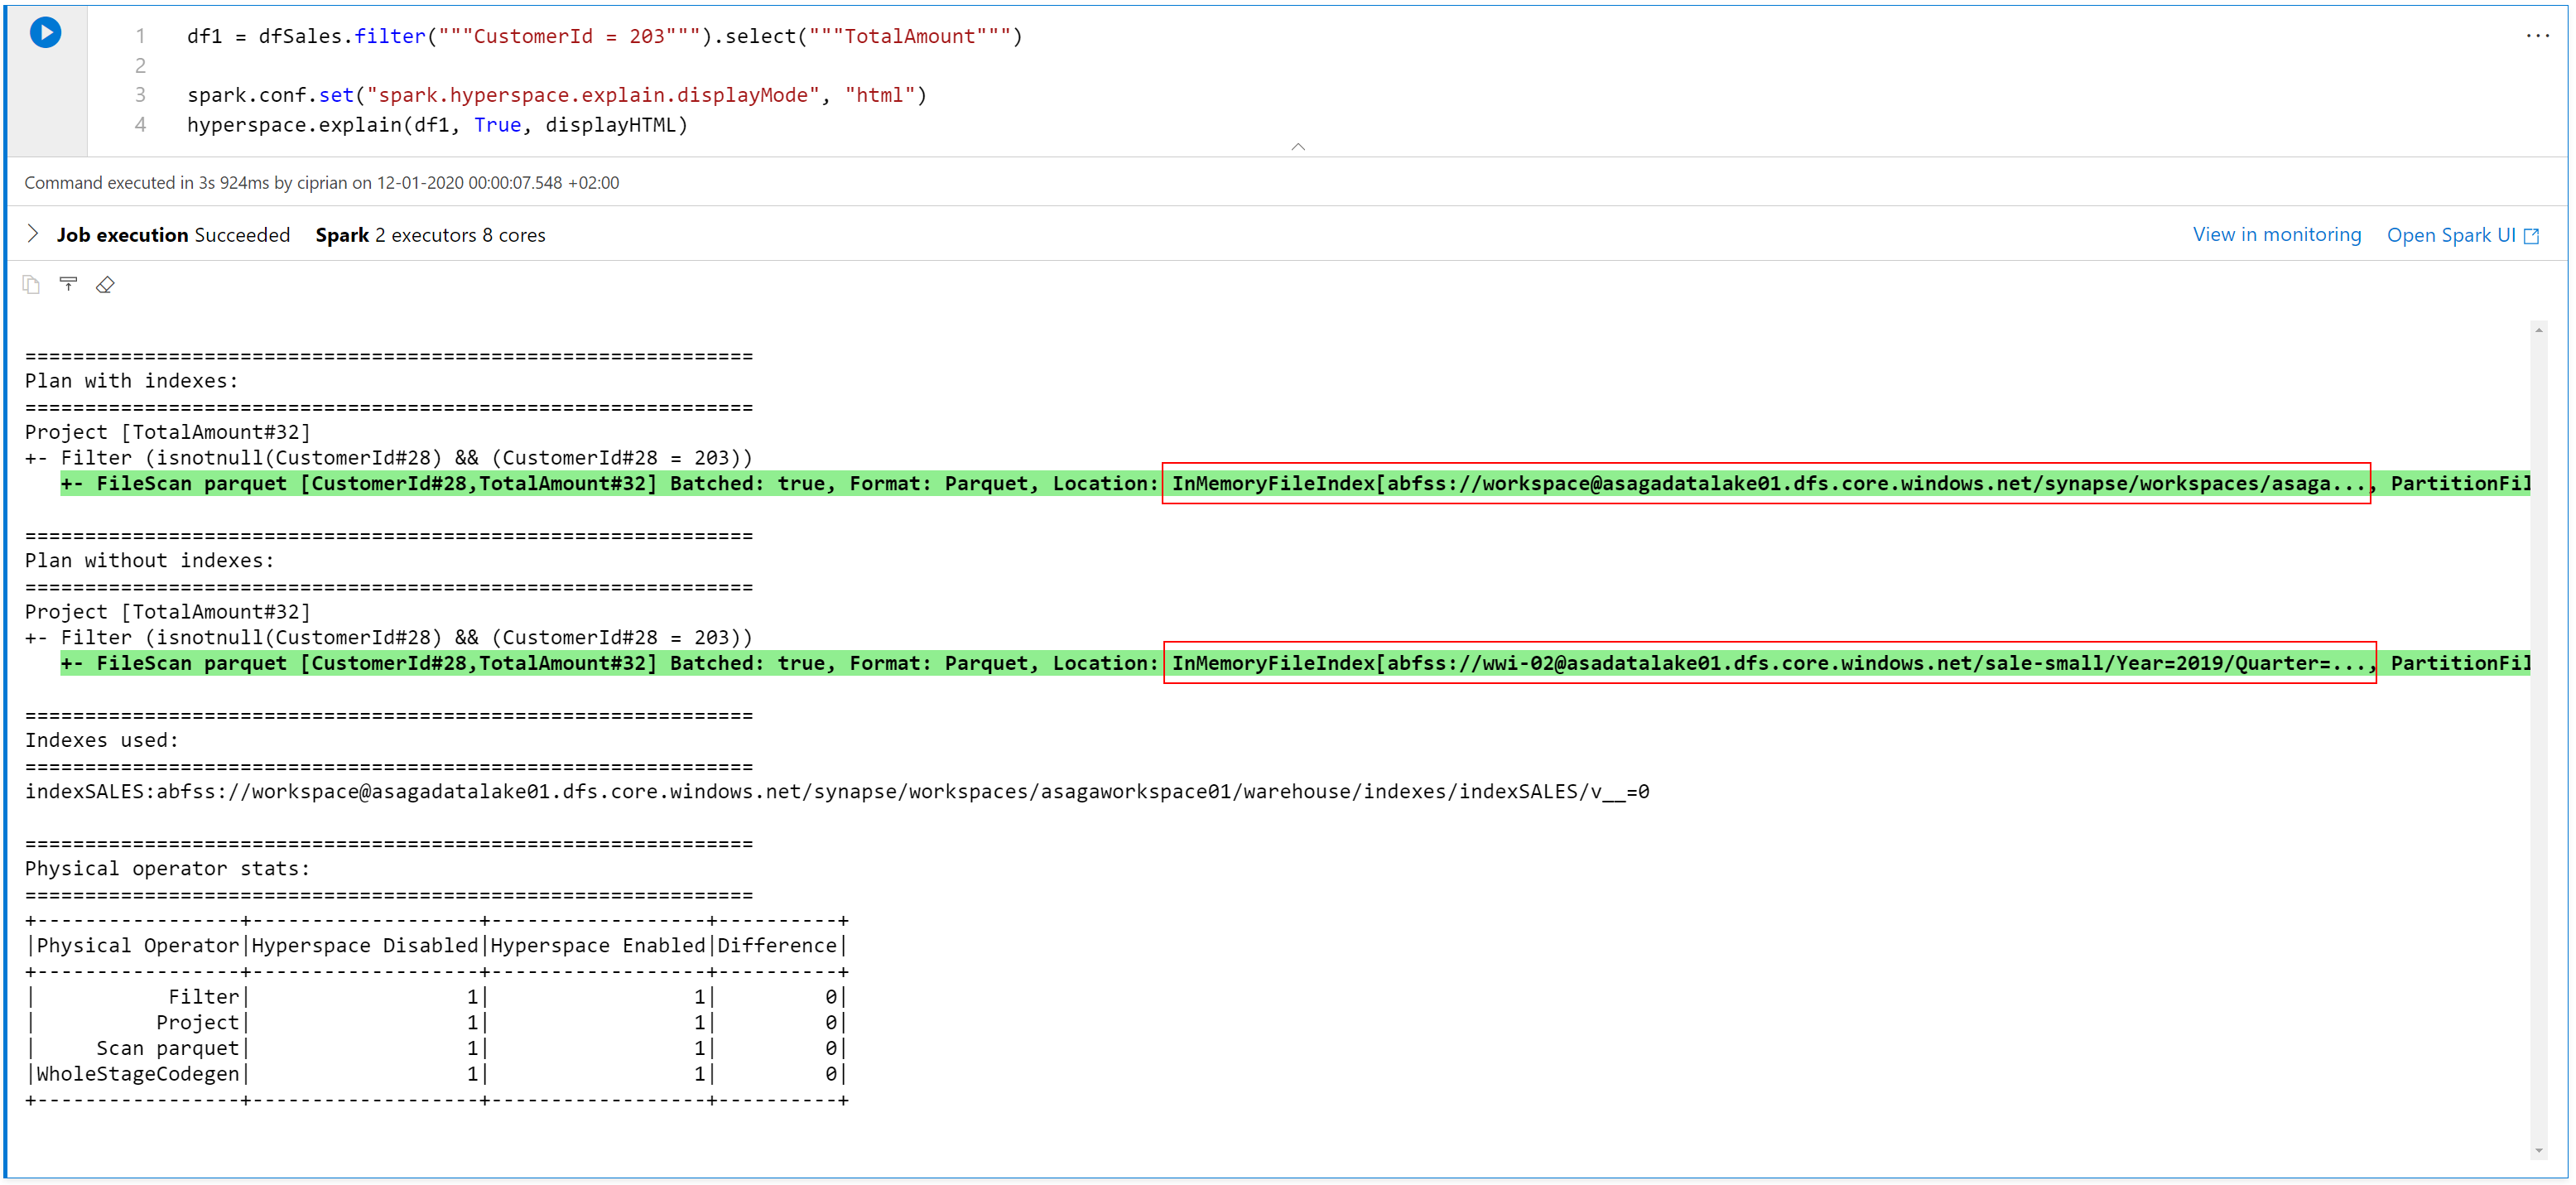 1 df1 = dfSales.filter("""CustomerId = 203""").select("""TotalAmount""")
2
3 spark.conf.set("spark.hyperspace.explain.displayMode", "html")
4 hyperspace.explain(df1, True, displayHTML)
Command executed in 3s 924ms by ciprian on 12-01-2020 00:00:07.548 +02:00
Job execution Succeeded Spark 2 executors 8 cores View in monitoring Open Spark UI
=============================================================
Plan with indexes:
=============================================================
Project [TotalAmount#32]
+- Filter (isnotnull(CustomerId#28) && (CustomerId#28 = 203))
   +- FileScan parquet [CustomerId#28,TotalAmount#32] Batched: true, Format: Parquet, Location: InMemoryFileIndex[abfss://workspace@asagadatalake01.dfs.core.windows.net/synapse/workspaces/asaga..., PartitionFil
=============================================================
Plan without indexes:
=============================================================
Project [TotalAmount#32]
+- Filter (isnotnull(CustomerId#28) && (CustomerId#28 = 203))
   +- FileScan parquet [CustomerId#28,TotalAmount#32] Batched: true, Format: Parquet, Location: InMemoryFileIndex[abfss://wwi-02@asadatalake01.dfs.core.windows.net/sale-small/Year=2019/Quarter=..., PartitionFil
=============================================================
Indexes used:
=============================================================
indexSALES:abfss://workspace@asagadatalake01.dfs.core.windows.net/synapse/workspaces/asagaworkspace01/warehouse/indexes/indexSALES/v__=0
=============================================================
Physical operator stats:
=============================================================
+-----------------+-------------------+------------------+----------+
|Physical Operator|Hyperspace Disabled|Hyperspace Enabled|Difference|
+-----------------+-------------------+------------------+----------+
|           Filter|                  1|                 1|         0|
|          Project|                  1|                 1|         0|
|     Scan parquet|                  1|                 1|         0|
|WholeStageCodegen|                  1|                 1|         0|
+-----------------+-------------------+------------------+----------+